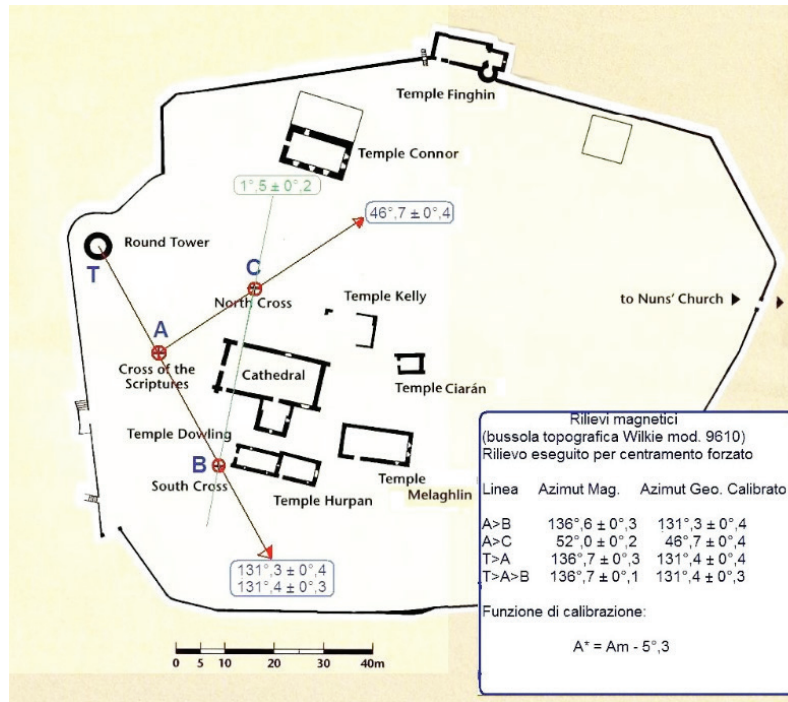 Temple Finghin
Temple Connor
1°,5 ± 0°,2
46°,7 ± 0°,4
Round Tower
T
C
North Cross
Temple Kelly
to Nuns' Church
A
Cross of the
Scriptures
Cathedral
Temple Ciarán
Temple Dowling
B
South Cross
Temple Hurpan
Temple
Melaghlin
131°,3 ± 0°,4
131°,4 ± 0°,3
0 5 10 20 30 40m
Rilievi magnetici
(bussola topografica Wilkie mod. 9610)
Rilievo eseguito per centramento forzato
Linea Azimut Mag. Azimut Geo. Calibrato
A>B 136°,6 ± 0°,3 131°,3 ± 0°,4
A>C 52°,0 ± 0°,2 46°,7 ± 0°,4
T>A 136°,7 ± 0°,3 131°,4 ± 0°,4
T>A>B 136°,7 ± 0°,1 131°,4 ± 0°,3
Funzione di calibrazione:
A* = Am - 5°,3